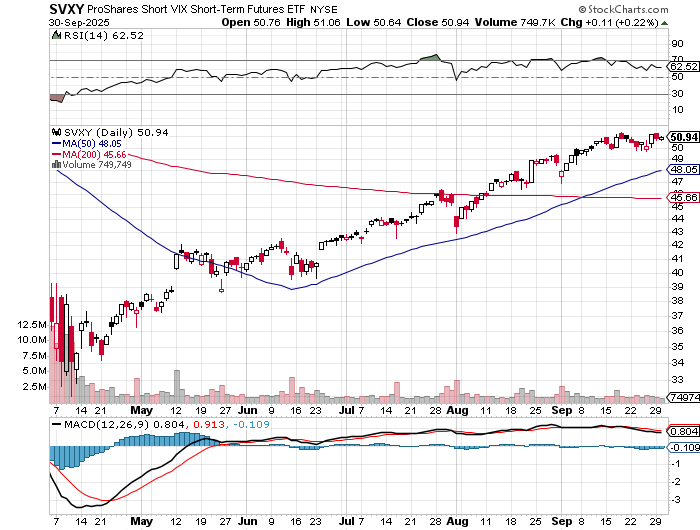 SVXY ProShares Short VIX Short-Term Futures ETF NYSE © StockCharts.com
30-Sep-2025 Open 50.76 High 51.06 Low 50.64 Close 50.94 Volume 749.7K Chg +0.11 (+0.22%)
RSI(14) 62.52
90
70
62.52
50
30
10
SVXY (Daily) 50.94
MA(50) 48.05
MA(200) 45.66
Volume 749,749
50.94
50
49
48.05
47
45.66
45
44
43
42
41
40
39
38
37
36
35
34
33
12.5M
10.0M
7.5M
5.0M
2.5M
74974
7 14 21 May 12 19 27 Jun 9 16 23 Jul 7 14 21 28 Aug 11 18 25 Sep 8 15 22 29
MACD(12,26,9) 0.804, 0.913, -0.109
0.804
-0.109
-1
-2
-3
7 14 21 May 12 19 27 Jun 9 16 23 Jul 7 14 21 28 Aug 11 18 25 Sep 8 15 22 29